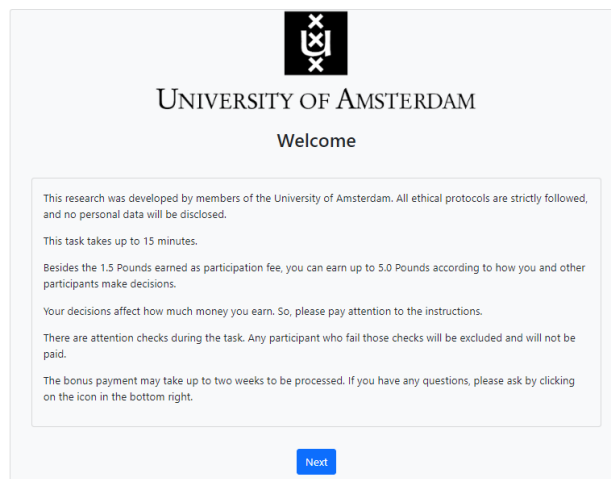 UNIVERSITY OF AMSTERDAM
Welcome
This research was developed by members of the University of Amsterdam. All ethical protocols are strictly followed,
and no personal data will be disclosed.
This task takes up to 15 minutes.
Besides the 1.5 Pounds earned as participation fee, you can earn up to 5.0 Pounds according to how you and other
participants make decisions.
Your decisions affect how much money you earn. So, please pay attention to the instructions.
There are attention checks during the task. Any participant who fail those checks will be excluded and will not be
paid.
The bonus payment may take up to two weeks to be processed. If you have any questions, please ask by clicking
on the icon in the bottom right.
Next